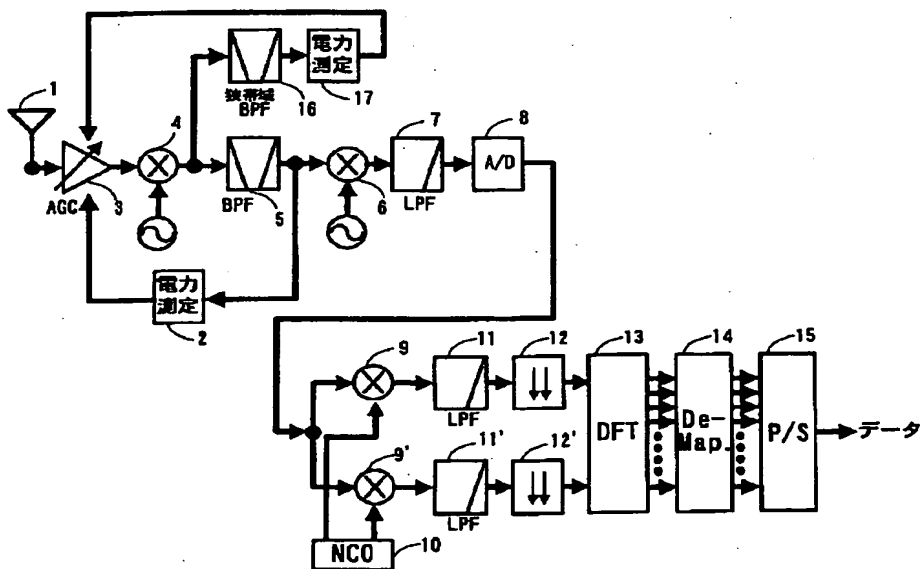 電力
測定
17
狭帯域
BPF
16
1
4
7
8
A/D
AGC
3
BPF
5
6
LPF
電力
測定
2
9
11
12
13
14
15
LPF
DFT
De-
Map.
P/S
データ
9'
11'
12'
LPF
NCO
10